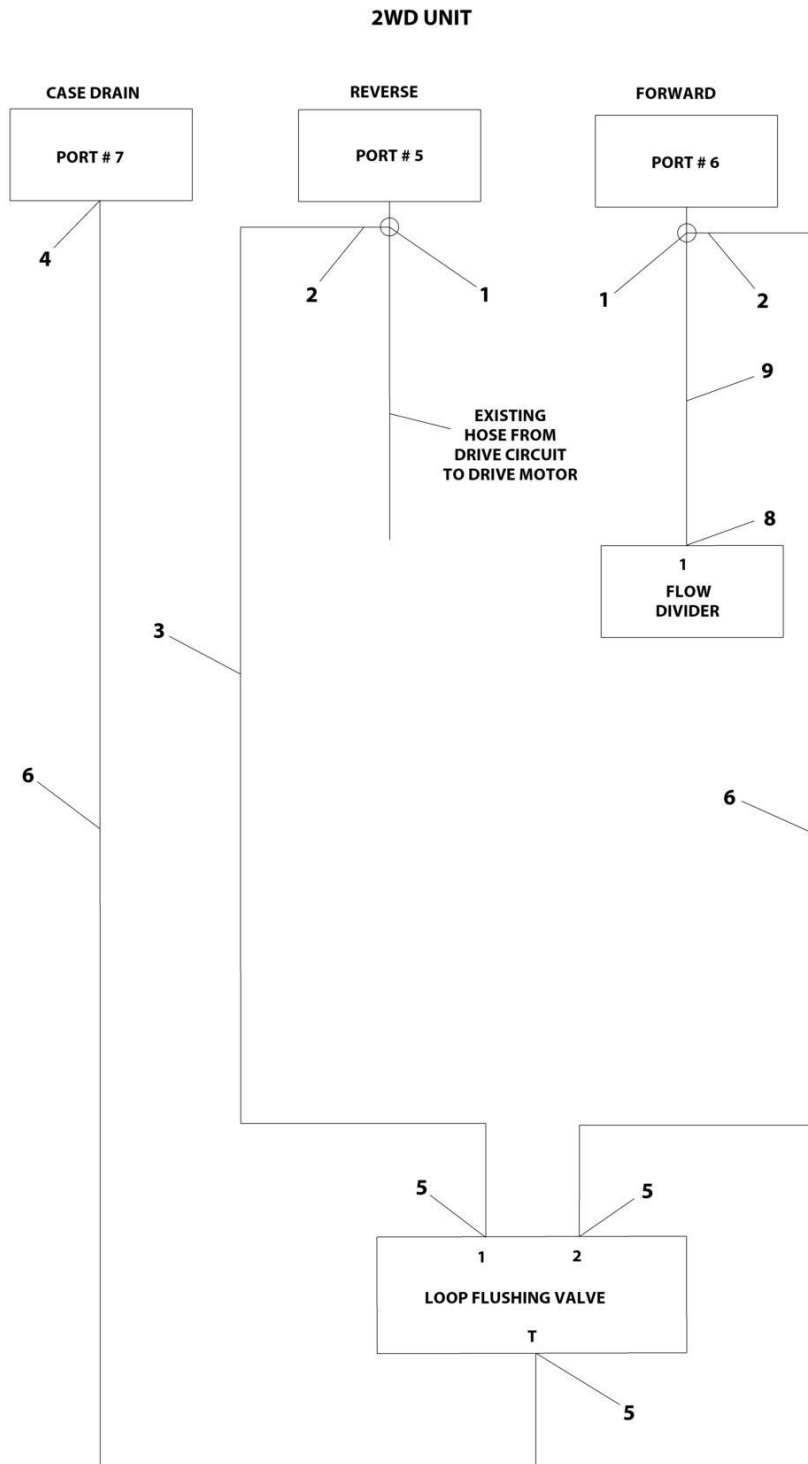 2WD UNIT
CASE DRAIN
REVERSE
FORWARD
PORT # 7
PORT # 5
PORT # 6
4
2
1
1
2
9
EXISTING
HOSE FROM
DRIVE CIRCUIT
TO DRIVE MOTOR
8
1
FLOW
DIVIDER
3
6
6
5
5
1
2
LOOP FLUSHING VALVE
T
5